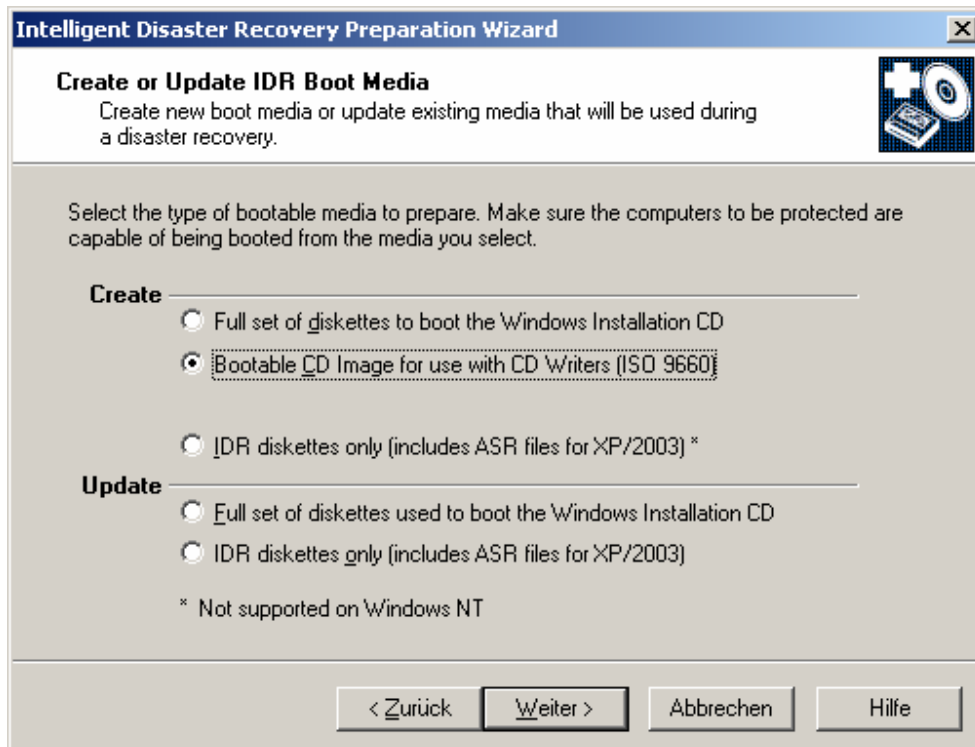 Intelligent Disaster Recovery Preparation Wizard
Create or Update IDR Boot Media
Create new boot media or update existing media that will be used during
a disaster recovery.
Select the type of bootable media to prepare. Make sure the computers to be protected are
capable of being booted from the media you select.
Create
Full set of diskettes to boot the Windows Installation CD
Bootable CD Image for use with CD Writers (ISO 9660)
IDR diskettes only (includes ASR files for XP/2003) *
Update
Full set of diskettes used to boot the Windows Installation CD
IDR diskettes only (includes ASR files for XP/2003)
* Not supported on Windows NT
< Zurück Weiter > Abbrechen Hilfe